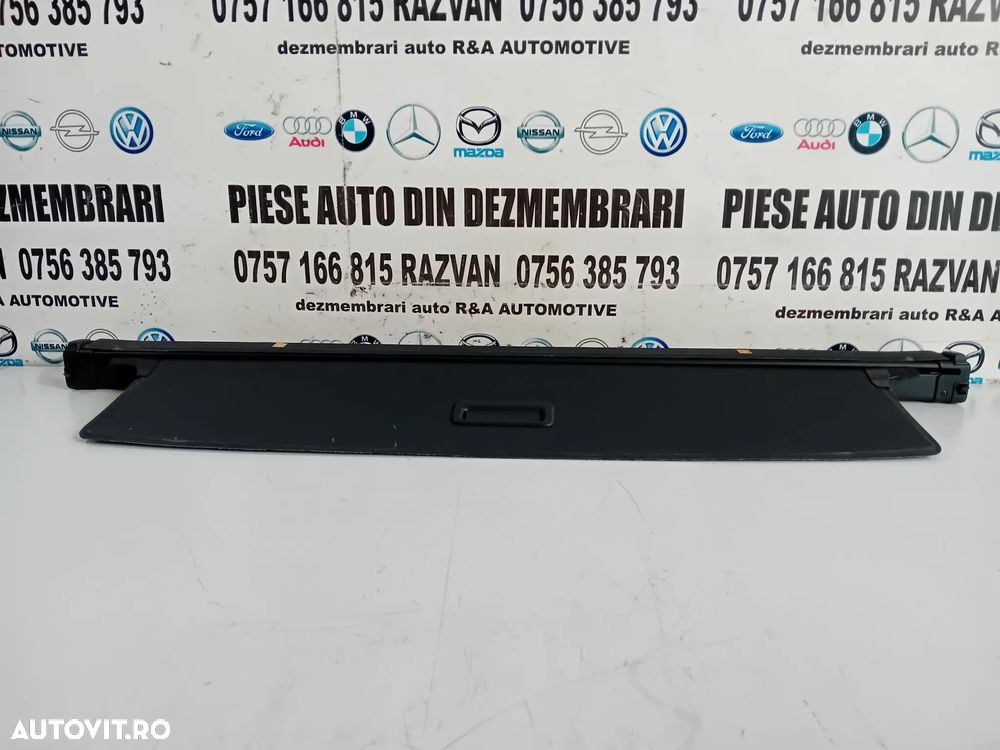 0756 385 793 0757 166 815 RAZVAN 0756 385 793 0757 166 815
AUTOMOTIVE dezmembrari auto R&A AUTOMOTIVE dezmembrari auto R&A
NISSAN Ford Audi BMW mazda NISSAN Ford Audi BMW
PIESE AUTO DIN DEZMEMBRARI PIESE AUTO DIN
0756 385 793 0757 166 815 RAZVAN 0756 385 793 0757 166 815 RAZVAN
R&A AUTOMOTIVE dezmembrari auto R&A AUTOMOTIVE dezmembrari auto R&A
AUTOVIT.RO